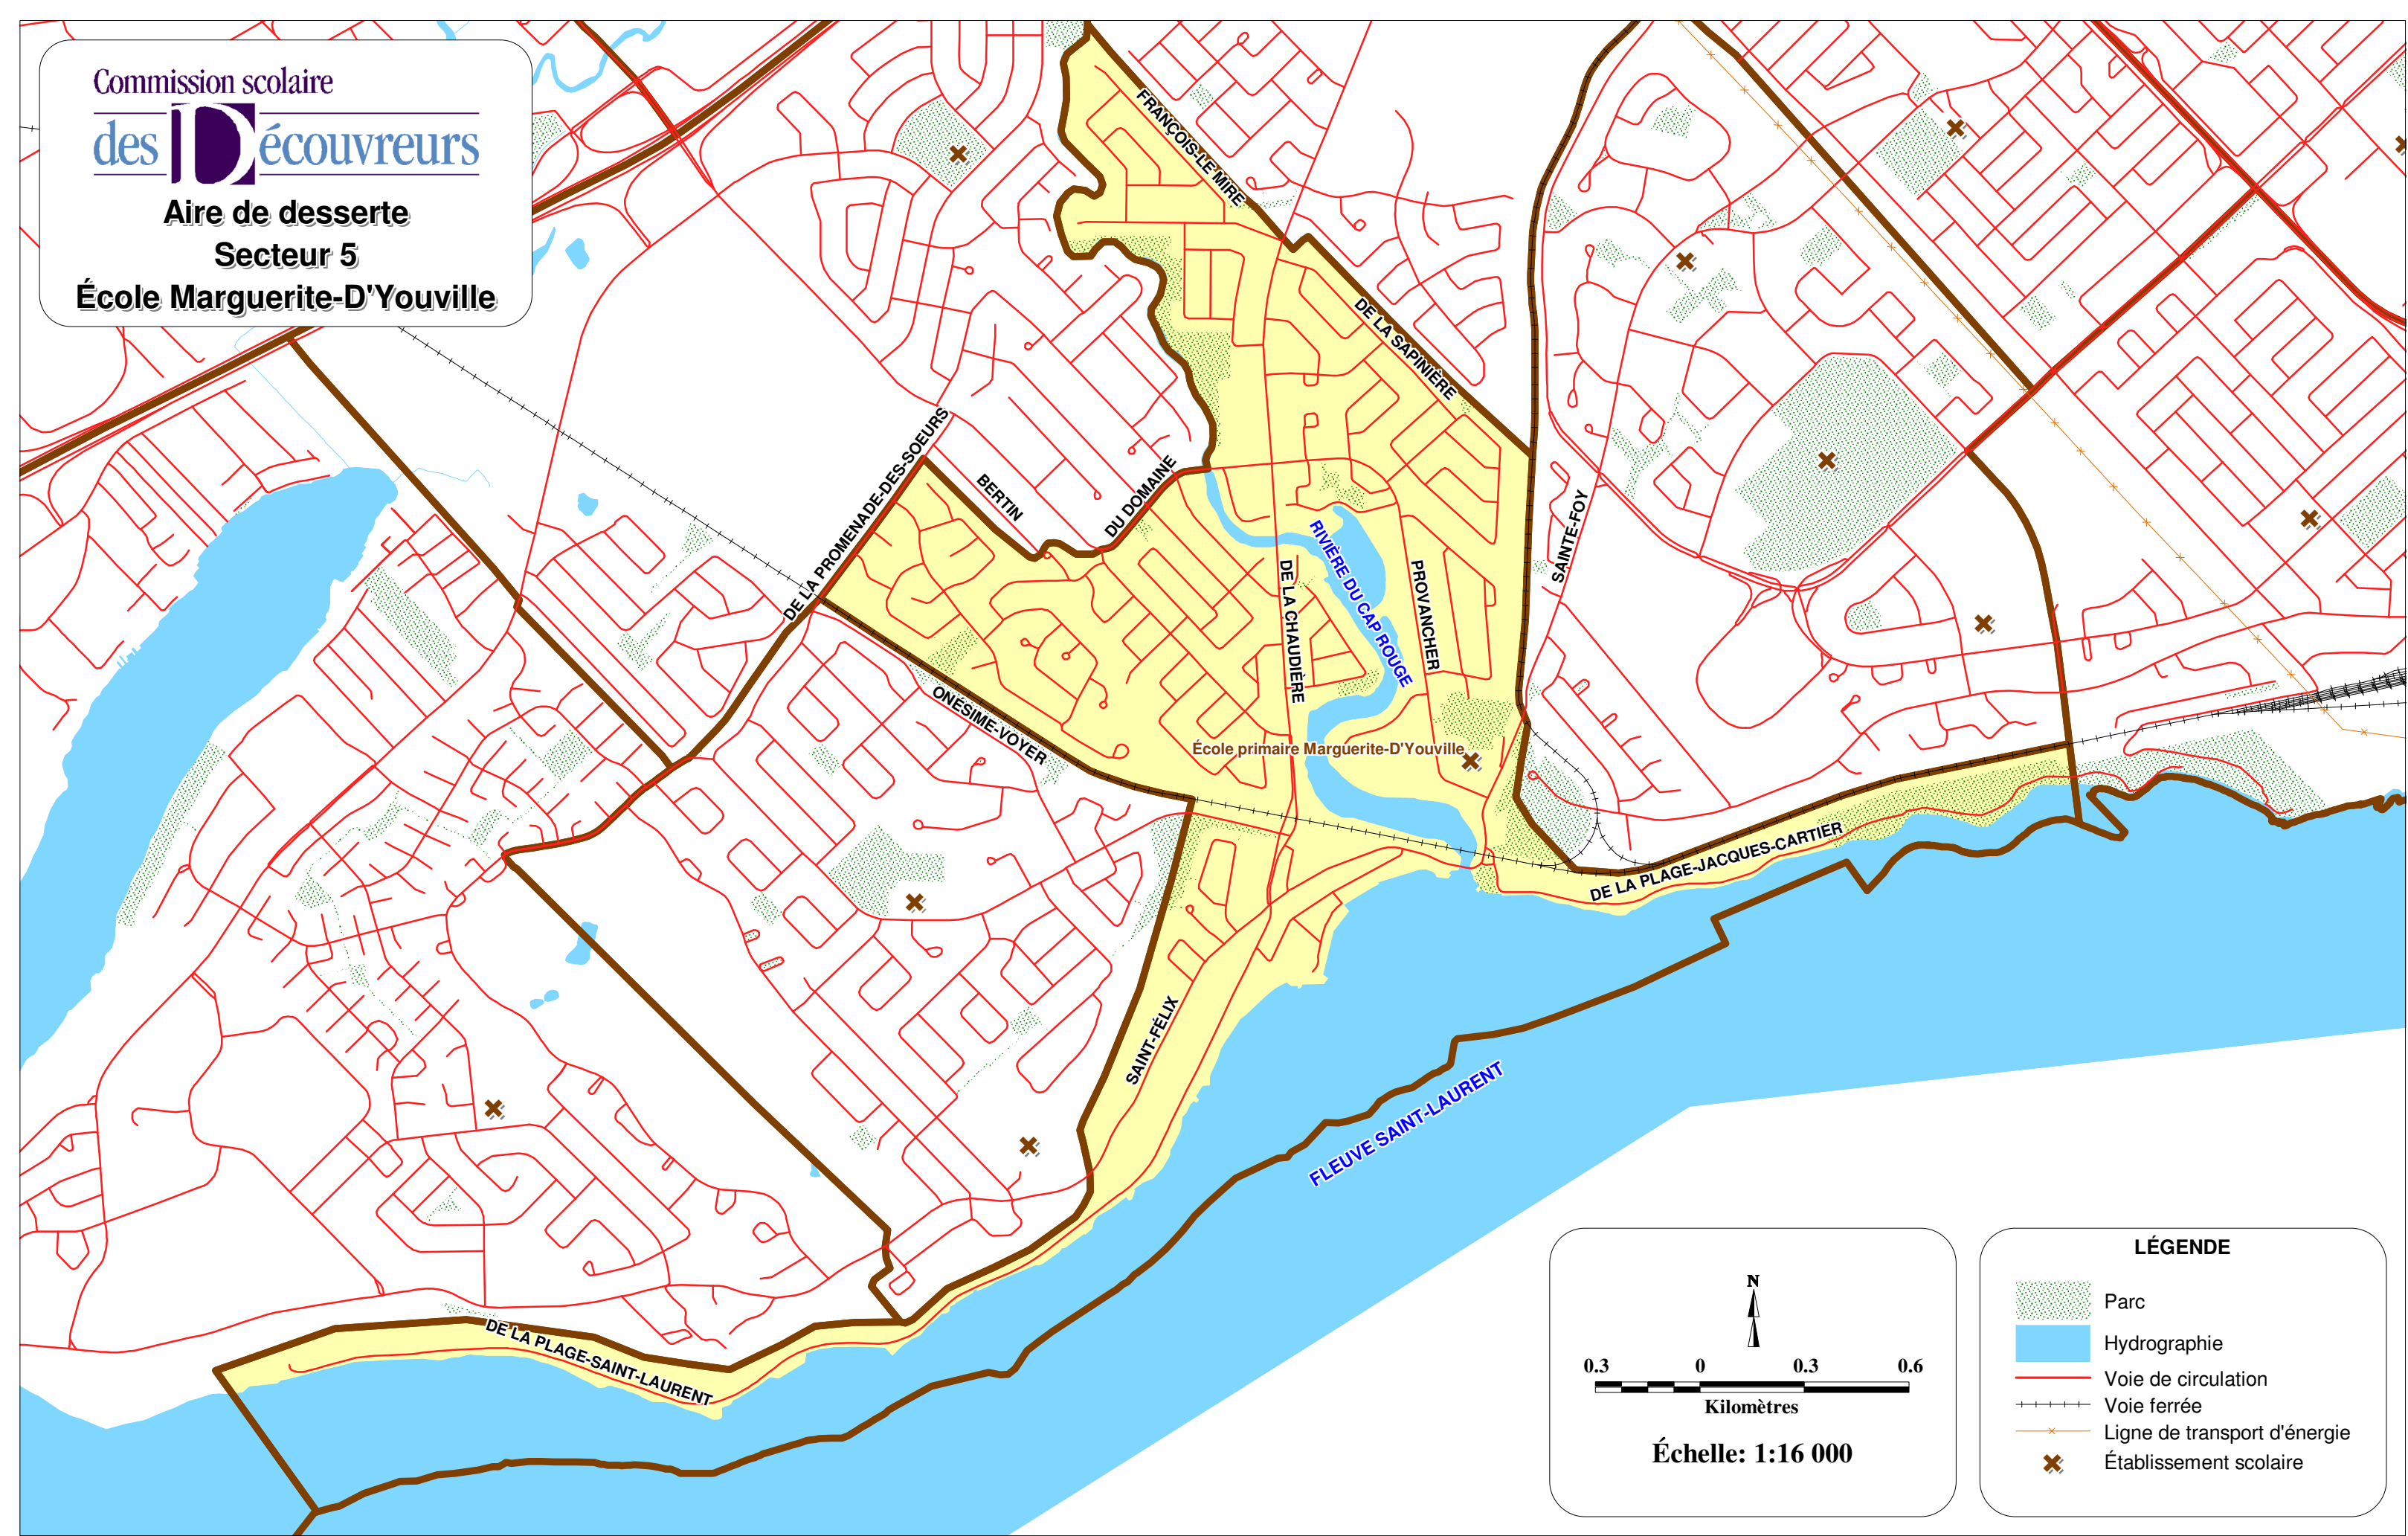 Commission scolaire
des Découvreurs
Aire de desserte
Secteur 5
École Marguerite-D'Youville
FRANÇOIS-LE MIRE
DE LA SAPINIÈRE
DE LA PROMENADE-DES-SOEURS
BERTIN
DU DOMAINE
SAINTE-FOY
RIVIÈRE DU CAP ROUGE
DE LA CHAUDIÈRE
PROVANCHER
ONÉSIME-VOYER
École primaire Marguerite-D'Youville
DE LA PLAGE-JACQUES-CARTIER
SAINT-FÉLIX
FLEUVE SAINT-LAURENT
DE LA PLAGE-SAINT-LAURENT
N
0.3 0 0.3 0.6
Kilomètres
Échelle: 1:16 000
LÉGENDE
Parc
Hydrographie
Voie de circulation
Voie ferrée
Ligne de transport d'énergie
Établissement scolaire